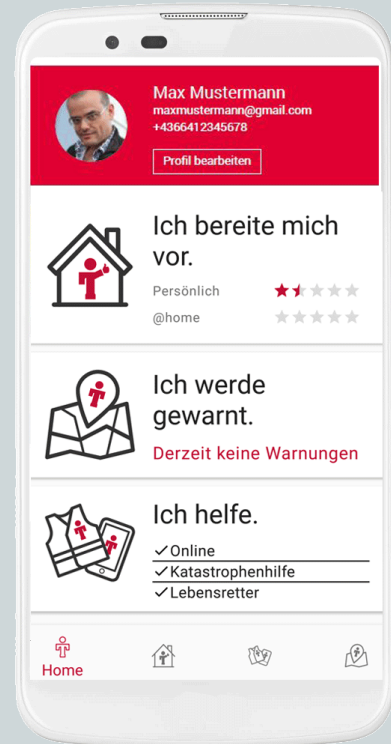 Max Mustermann
maxmustermann@gmail.com
+4366412345678
Profil bearbeiten
Ich bereite mich
vor.
Persönlich
@home
Ich werde
gewarnt.
Derzeit keine Warnungen
Ich helfe.
Online
Katastrophenhilfe
Lebensretter
Home